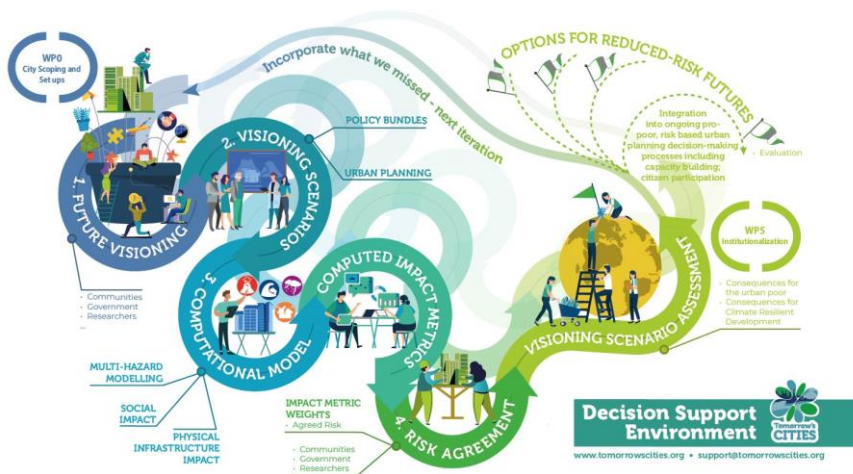 WP0
City Scoping and
Set ups
Incorporate what we missed - next iteration
OPTIONS FOR REDUCED-RISK FUTURES
Integration
into ongoing pro-
poor, risk based urban
planning decision-making
processes including
capacity building;
citizen participation
- Evaluation
1. FUTURE VISIONING
2. VISIONING SCENARIOS
POLICY BUNDLES
URBAN PLANNING
- Communities
- Government
- Researchers
...
3. COMPUTATIONAL MODEL
COMPUTED IMPACT METRICS
MULTI-HAZARD
MODELLING
SOCIAL
IMPACT
PHYSICAL
INFRASTRUCTURE
IMPACT
IMPACT METRIC
WEIGHTS
- Agreed Risk
- Communities
- Government
- Researchers
4. RISK AGREEMENT
VISIONING SCENARIO ASSESSMENT
WP5
Institutionalization
- Consequences for
the urban poor
- Consequences for
Climate Resilient
Development
Decision Support
Environment
Tomorrow's
CITIES
www.tomorrowscities.org • support@tomorrowscities.org